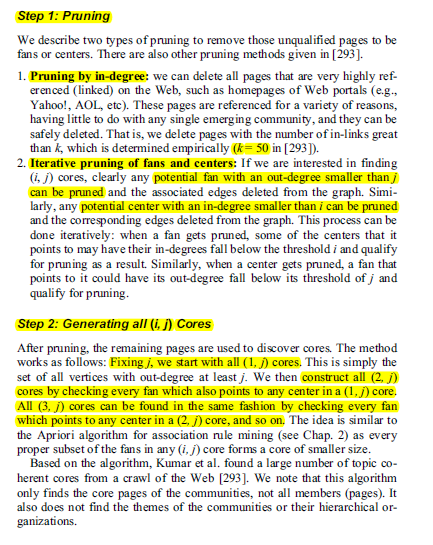 Step 1: Pruning
We describe two types of pruning to remove those unqualified pages to be
fans or centers. There are also other pruning methods given in [293].
1. Pruning by in-degree: we can delete all pages that are very highly ref-
erenced (linked) on the Web, such as homepages of Web portals (e.g.,
Yahoo!, AOL, etc). These pages are referenced for a variety of reasons,
having little to do with any single emerging community, and they can be
safely deleted. That is, we delete pages with the number of in-links great
than k, which is determined empirically (k = 50 in [293]).
2. Iterative pruning of fans and centers: If we are interested in finding
(i, j) cores, clearly any potential fan with an out-degree smaller than j
can be pruned and the associated edges deleted from the graph. Simi-
larly, any potential center with an in-degree smaller than i can be pruned
and the corresponding edges deleted from the graph. This process can be
done iteratively: when a fan gets pruned, some of the centers that it
points to may have their in-degrees fall below the threshold i and qualify
for pruning as a result. Similarly, when a center gets pruned, a fan that
points to it could have its out-degree fall below its threshold of j and
qualify for pruning.
Step 2: Generating all (i, j) Cores
After pruning, the remaining pages are used to discover cores. The method
works as follows: Fixing j, we start with all (1, j) cores. This is simply the
set of all vertices with out-degree at least j. We then construct all (2, j)
cores by checking every fan which also points to any center in a (1, j) core.
All (3, j) cores can be found in the same fashion by checking every fan
which points to any center in a (2, j) core, and so on. The idea is similar to
the Apriori algorithm for association rule mining (see Chap. 2) as every
proper subset of the fans in any (i, j) core forms a core of smaller size.
Based on the algorithm, Kumar et al. found a large number of topic co-
herent cores from a crawl of the Web [293]. We note that this algorithm
only finds the core pages of the communities, not all members (pages). It
also does not find the themes of the communities or their hierarchical or-
ganizations.